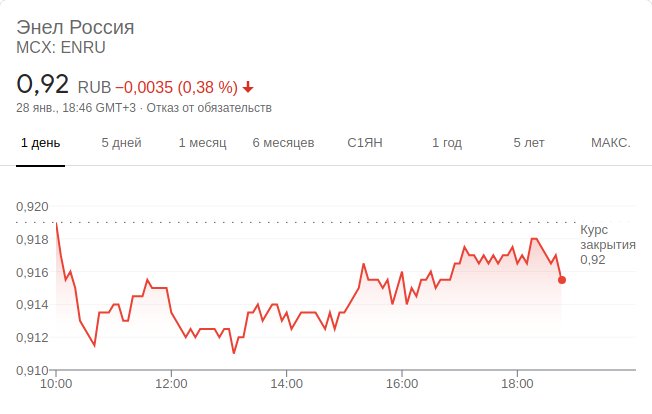 Энел Россия
MCX: ENRU
0,92 RUB −0,0035 (0,38 %)
28 янв., 18:46 GMT+3 · Отказ от обязательств
1 день 5 дней 1 месяц 6 месяцев С1ЯН 1 год 5 лет МАКС.
0,920
0,918
0,916
0,914
0,912
0,910
Курс
закрытия
0,92
10:00 12:00 14:00 16:00 18:00